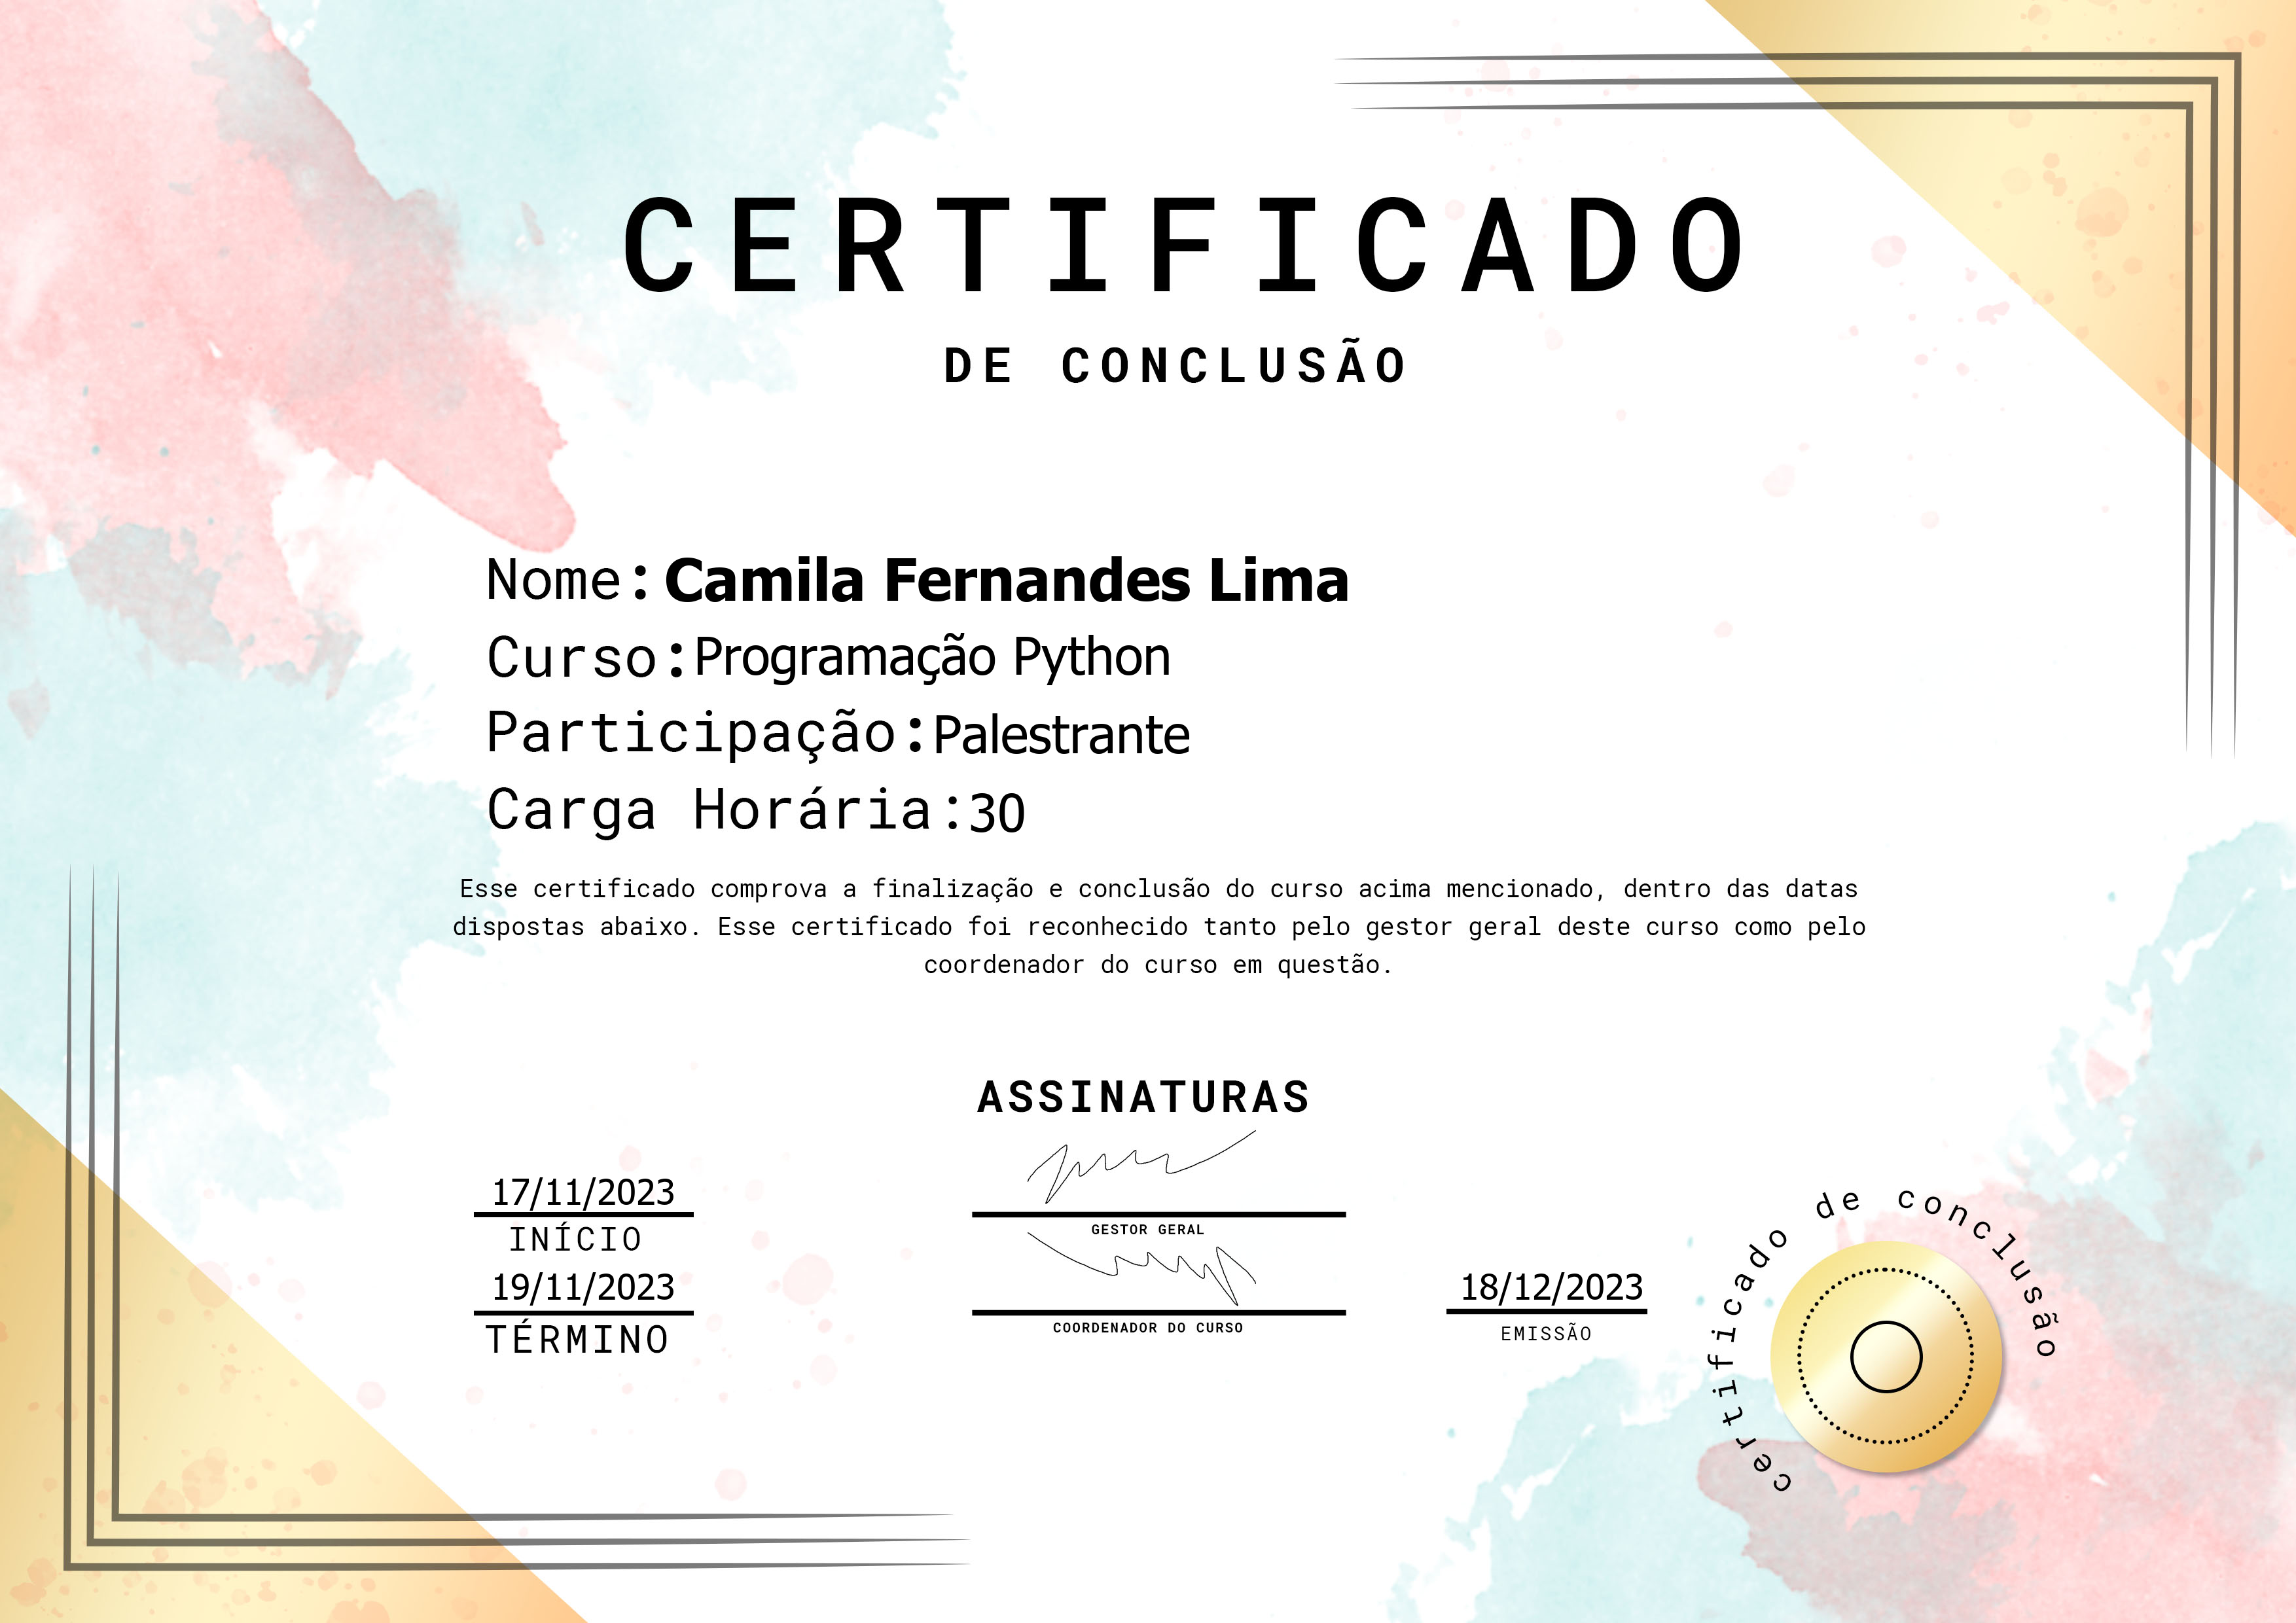 CERTIFICADO
DE CONCLUSÃO
Nome: Camila Fernandes Lima
Curso:Programação Python
Participação:Palestrante
Carga Horária:30
Esse certificado comprova a finalização e conclusão do curso acima mencionado, dentro das datas
dispostas abaixo. Esse certificado foi reconhecido tanto pelo gestor geral deste curso como pelo
coordenador do curso em questão.
ASSINATURAS
17/11/2023
INÍCIO
19/11/2023
TÉRMINO
GESTOR GERAL
COORDENADOR DO CURSO
18/12/2023
EMISSÃO
certificado de conclusão